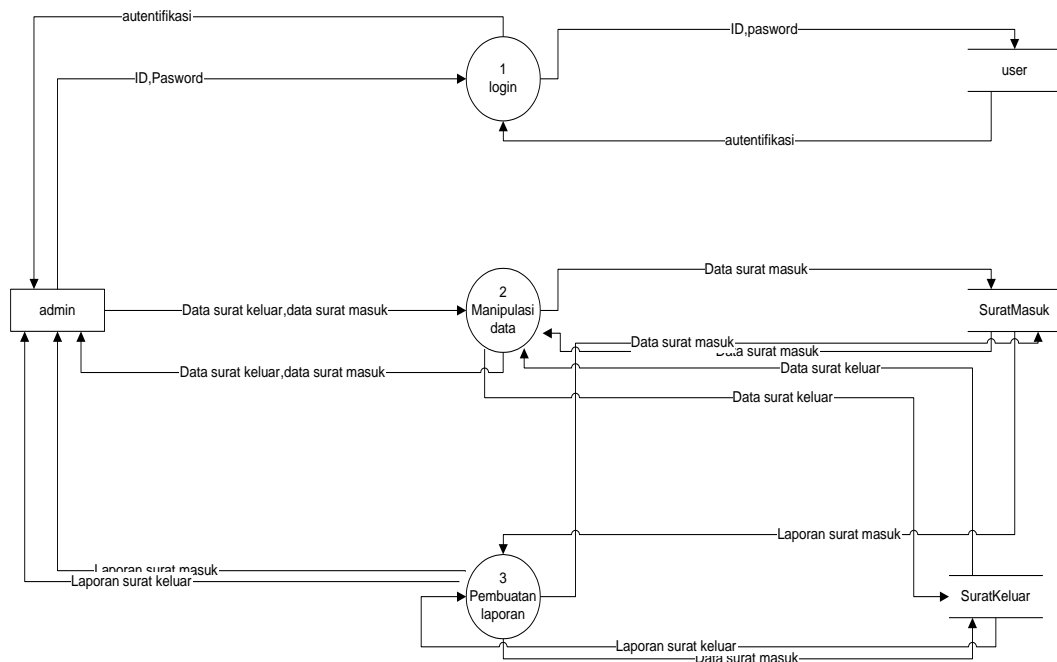 autentifikasi
1
login
ID,pasword
user
ID,Pasword
autentifikasi
admin
Data surat keluar,data surat masuk
2
Manipulasi
data
Data surat masuk
SuratMasuk
Data surat masuk
Data surat masuk
Data surat keluar,data surat masuk
Data surat keluar
Data surat keluar
Laporan surat masuk
Laporan surat masuk
Laporan surat keluar
3
Pembuatan
laporan
SuratKeluar
Laporan surat keluar
Data surat masuk